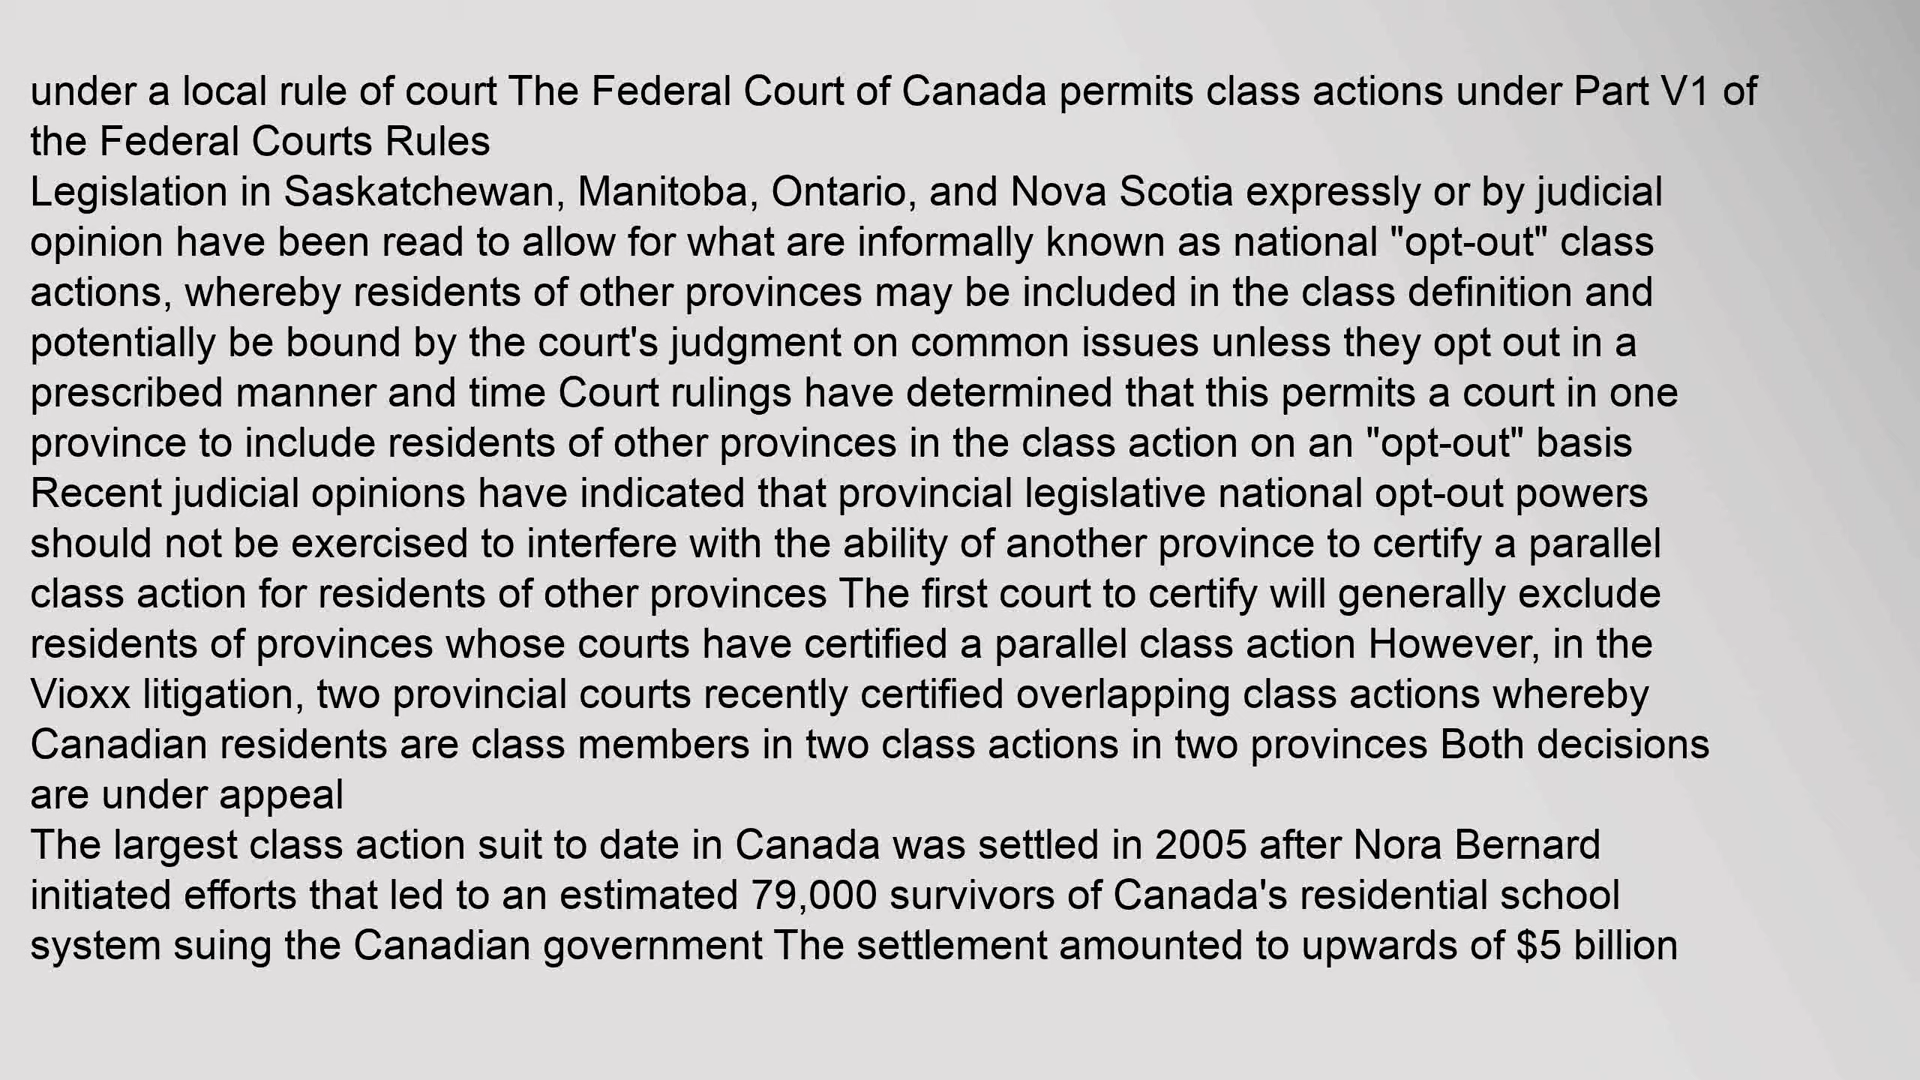 under a local rule of court The Federal Court of Canada permits class actions under Part V1 of
the Federal Courts Rules
Legislation in Saskatchewan, Manitoba, Ontario, and Nova Scotia expressly or by judicial
opinion have been read to allow for what are informally known as national "opt-out" class
actions, whereby residents of other provinces may be included in the class definition and
potentially be bound by the court's judgment on common issues unless they opt out in a
prescribed manner and time Court rulings have determined that this permits a court in one
province to include residents of other provinces in the class action on an "opt-out" basis
Recent judicial opinions have indicated that provincial legislative national opt-out powers
should not be exercised to interfere with the ability of another province to certify a parallel
class action for residents of other provinces The first court to certify will generally exclude
residents of provinces whose courts have certified a parallel class action However, in the
Vioxx litigation, two provincial courts recently certified overlapping class actions whereby
Canadian residents are class members in two class actions in two provinces Both decisions
are under appeal
The largest class action suit to date in Canada was settled in 2005 after Nora Bernard
initiated efforts that led to an estimated 79,000 survivors of Canada's residential school
system suing the Canadian government The settlement amounted to upwards of $5 billion